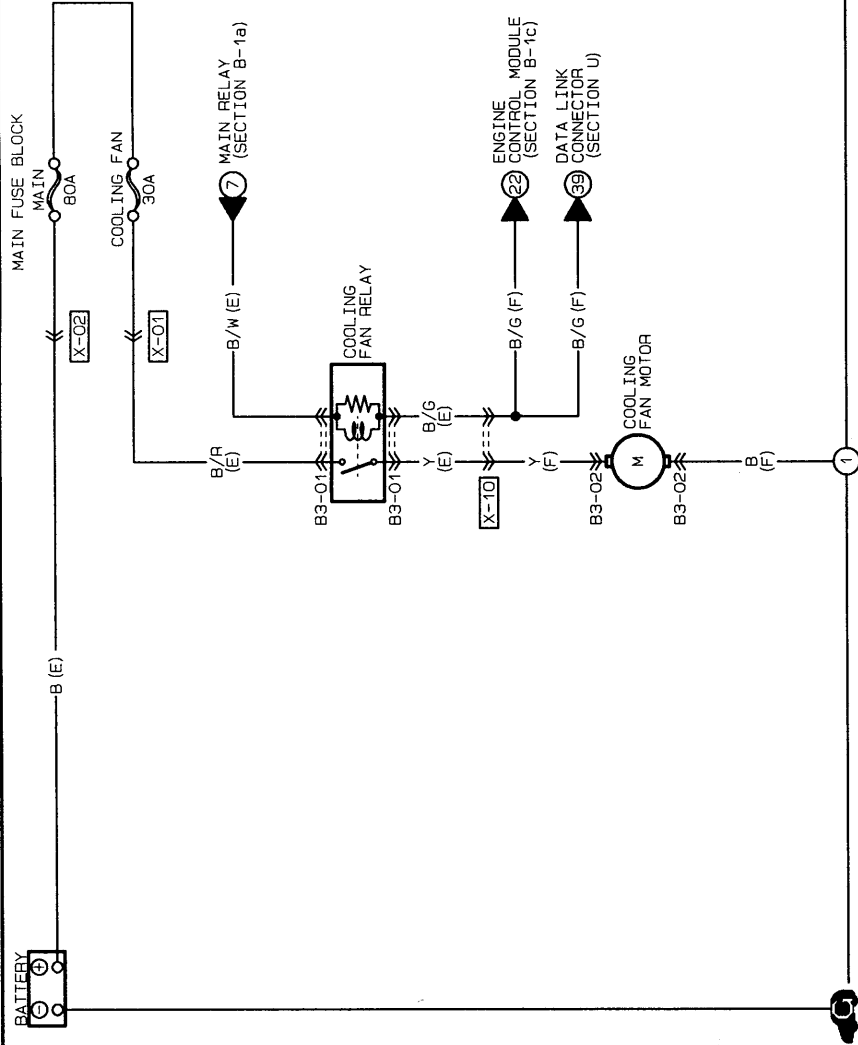 MAIN FUSE BLOCK
MAIN
80A
COOLING FAN
30A
X-02
X-01
7
MAIN RELAY
(SECTION B-1a)
22
ENGINE
CONTROL MODULE
(SECTION B-1c)
39
DATA LINK
CONNECTOR
(SECTION U)
B/W (E)
B/G (F)
B/G (F)
COOLING
FAN RELAY
B/R
(E)
B3-01
B3-01
B/G
(E)
Y
(E)
X-10
Y
(F)
B3-02
M
COOLING
FAN MOTOR
B3-02
B
(F)
1
B (E)
BATTERY
+
-
G